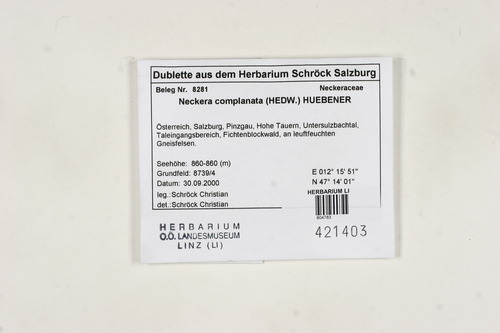 Dublette aus dem Herbarium Schröck Salzburg
Beleg Nr. 8281 Neckeraceae
Neckera complanata (HEDW.) HUEBENER
Österreich, Salzburg, Pinzgau, Hohe Tauern, Untersulzbachtal,
Taleingangsbereich, Fichtenblockwald, an leuftfeuchten
Gneisfelsen.
Seehöhe: 860-860 (m)
Grundfeld: 8739/4 E 012° 15' 51"
Datum: 30.09.2000 N 47° 14' 01"
leg.:Schröck Christian HERBARIUM LI
det.:Schröck Christian
604783
HERBARIUM
O.Ö. LANDESMUSEUM
LINZ (LI)
421403